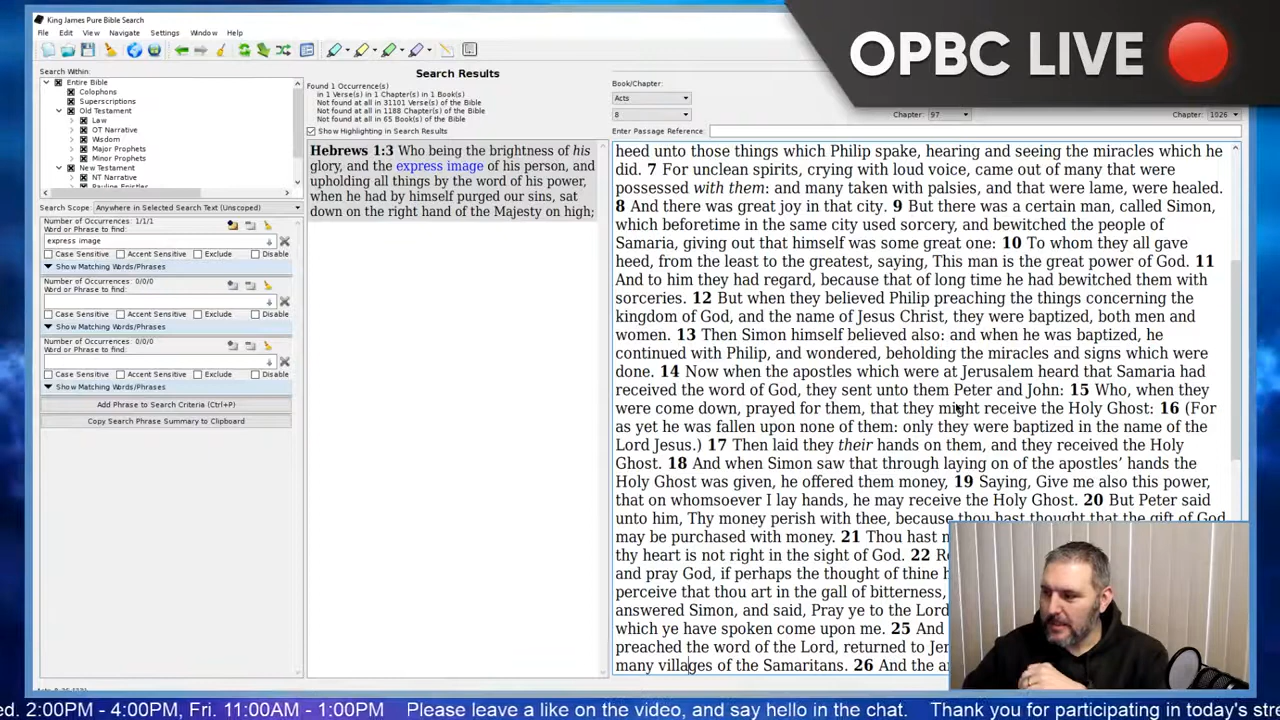 King James Pure Bible Search
OPBC LIVE
File Edit View Navigate Settings Window Help
Search Within:
Entire Bible
Colophons
Superscriptions
Old Testament
Law
OT Narrative
Wisdom
Major Prophets
Minor Prophets
New Testament
NT Narrative
Pauline Epistles
Search Scope: Anywhere in Selected Search Text (Unscoped)
Number of Occurrences: 1/1/1
Word or Phrase to find:
express image
Case Sensitive Accent Sensitive Exclude Disable
Show Matching Words/Phrases
Number of Occurrences: 0/0/0
Word or Phrase to find:
Case Sensitive Accent Sensitive Exclude Disable
Show Matching Words/Phrases
Number of Occurrences: 0/0/0
Word or Phrase to find:
Case Sensitive Accent Sensitive Exclude Disable
Show Matching Words/Phrases
Add Phrase to Search Criteria (Ctrl+P)
Copy Search Phrase Summary to Clipboard
Search Results
Found 1 Occurrence(s)
in 1 Verse(s) in 1 Chapter(s) in 1 Book(s)
Not found at all in 31101 Verse(s) of the Bible
Not found at all in 1188 Chapter(s) of the Bible
Not found at all in 65 Book(s) of the Bible
Show Highlighting in Search Results
Hebrews 1:3 Who being the brightness of his
glory, and the express image of his person, and
upholding all things by the word of his power,
when he had by himself purged our sins, sat
down on the right hand of the Majesty on high;
Book/Chapter:
Acts
8 Chapter: 97 Chapter: 1026
Enter Passage Reference:
heed unto those things which Philip spake, hearing and seeing the miracles which he
did. 7 For unclean spirits, crying with loud voice, came out of many that were
possessed with them: and many taken with palsies, and that were lame, were healed.
8 And there was great joy in that city. 9 But there was a certain man, called Simon,
which beforetime in the same city used sorcery, and bewitched the people of
Samaria, giving out that himself was some great one: 10 To whom they all gave
heed, from the least to the greatest, saying, This man is the great power of God. 11
And to him they had regard, because that of long time he had bewitched them with
sorceries. 12 But when they believed Philip preaching the things concerning the
kingdom of God, and the name of Jesus Christ, they were baptized, both men and
women. 13 Then Simon himself believed also: and when he was baptized, he
continued with Philip, and wondered, beholding the miracles and signs which were
done. 14 Now when the apostles which were at Jerusalem heard that Samaria had
received the word of God, they sent unto them Peter and John: 15 Who, when they
were come down, prayed for them, that they might receive the Holy Ghost: 16 (For
as yet he was fallen upon none of them: only they were baptized in the name of the
Lord Jesus.) 17 Then laid they their hands on them, and they received the Holy
Ghost. 18 And when Simon saw that through laying on of the apostles' hands the
Holy Ghost was given, he offered them money, 19 Saying, Give me also this power,
that on whomsoever I lay hands, he may receive the Holy Ghost. 20 But Peter said
unto him, Thy money perish with thee, because thou hast thought that the gift of God
may be purchased with money. 21 Thou hast
thy heart is not right in the sight of God. 22
and pray God, if perhaps the thought of thine
perceive that thou art in the gall of bitterness,
answered Simon, and said, Pray ye to the Lord
which ye have spoken come upon me. 25 And
preached the word of the Lord, returned to
many villages of the Samaritans. 26 And the
ed. 2:00PM - 4:00PM, Fri. 11:00AM - 1:00PM Please leave a like on the video, and say hello in the chat. Thank you for participating in today's